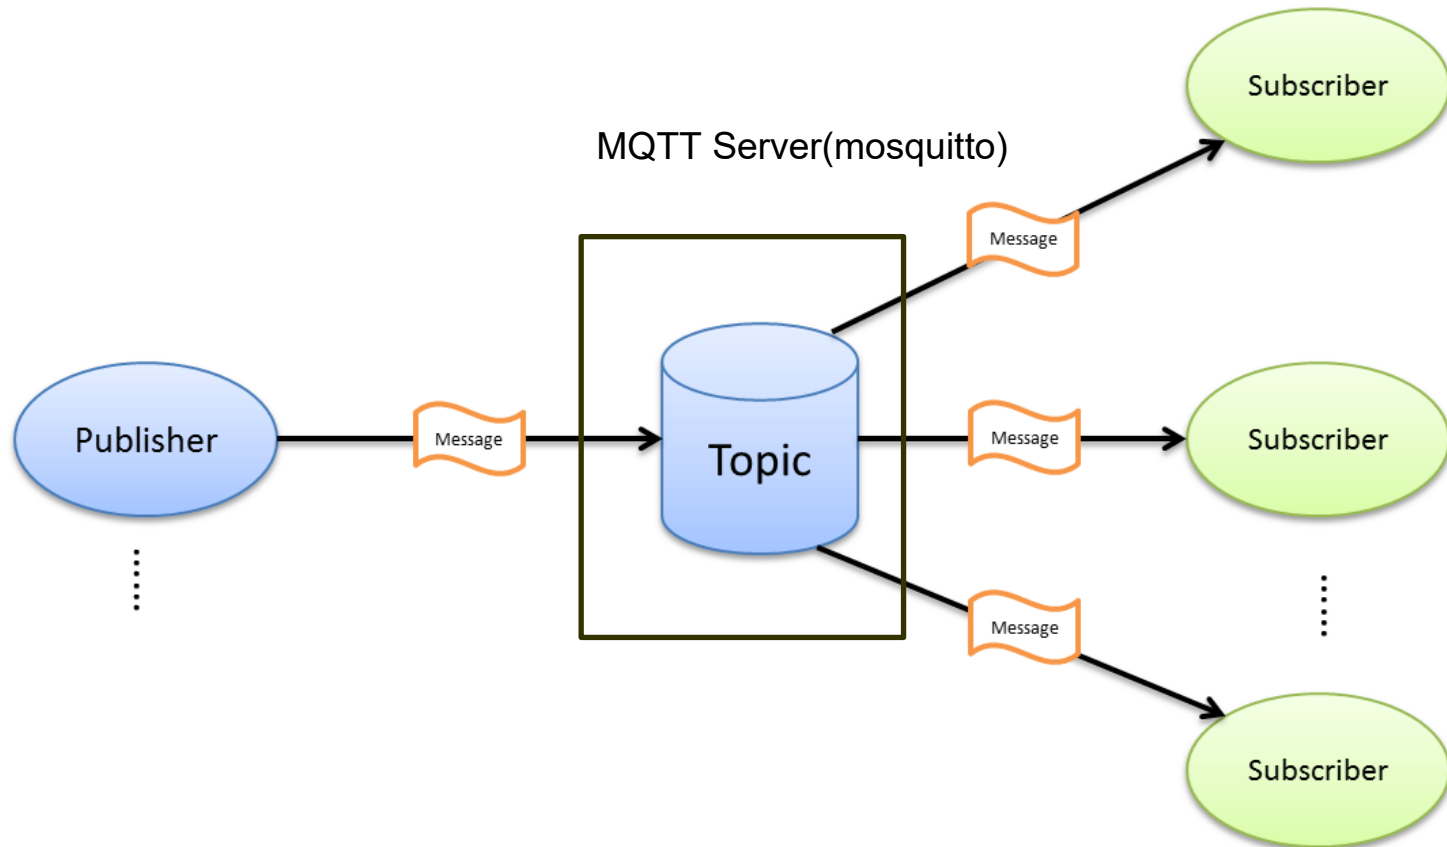 Subscriber
MQTT Server(mosquitto)
Message
Publisher
Message
Topic
Message
Subscriber
Message
Subscriber